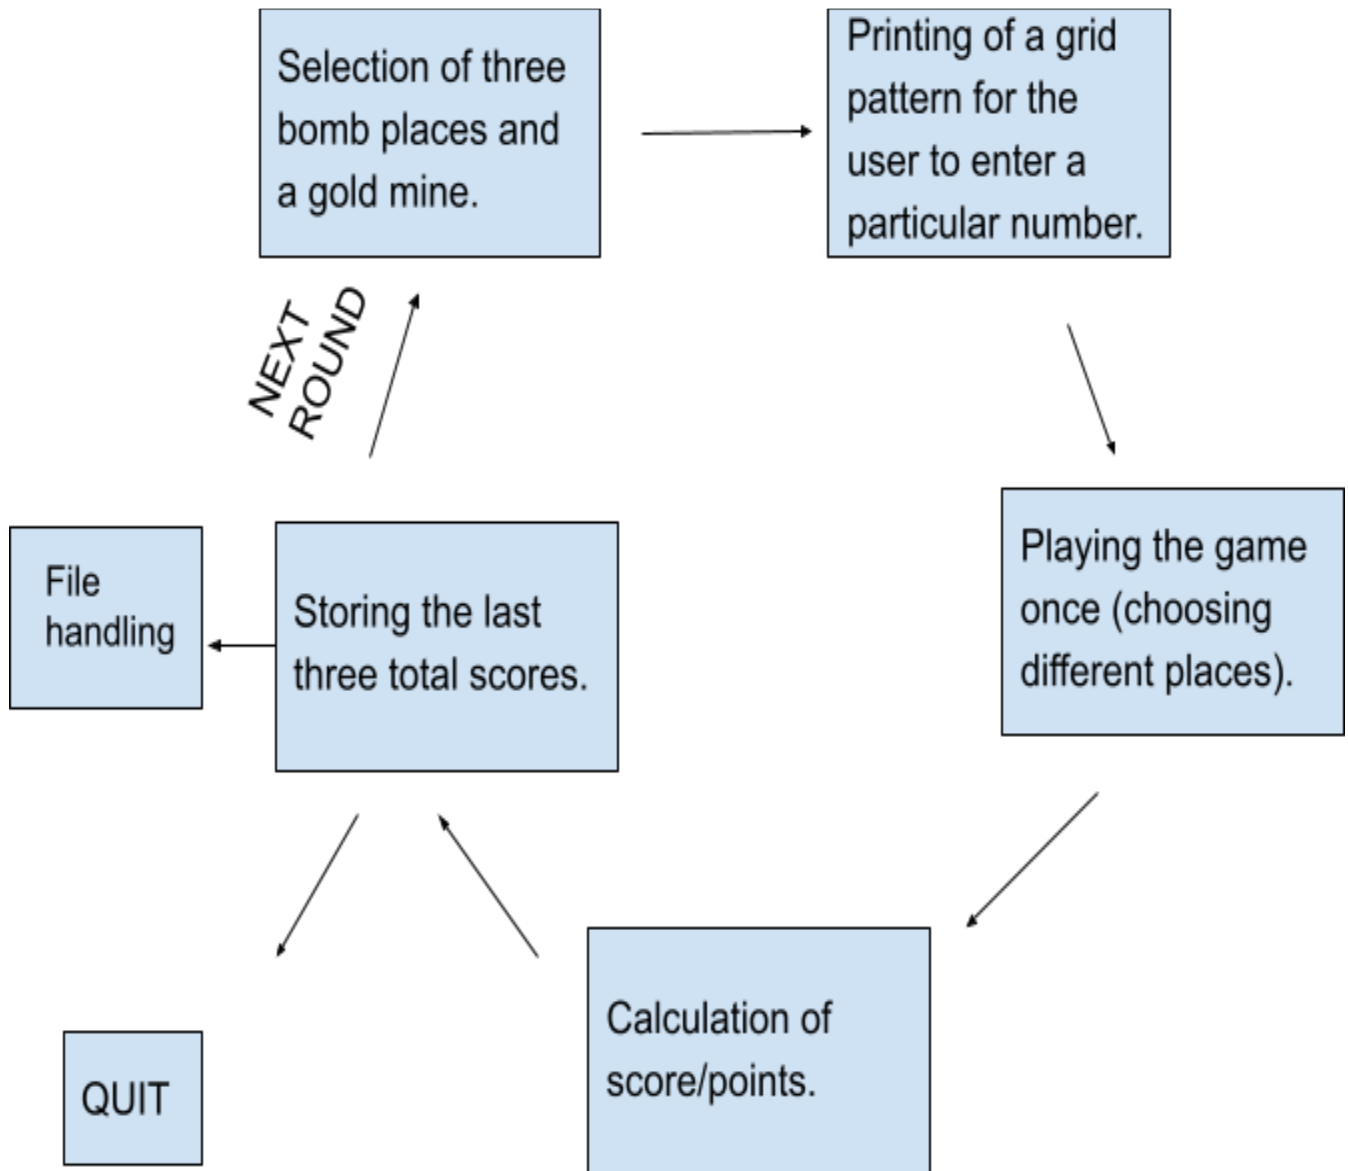 Selection of three
bomb places and
a gold mine.
Printing of a grid
pattern for the
user to enter a
particular number.
NEXT
ROUND
Playing the game
once (choosing
different places).
File
handling
Storing the last
three total scores.
Calculation of
score/points.
QUIT